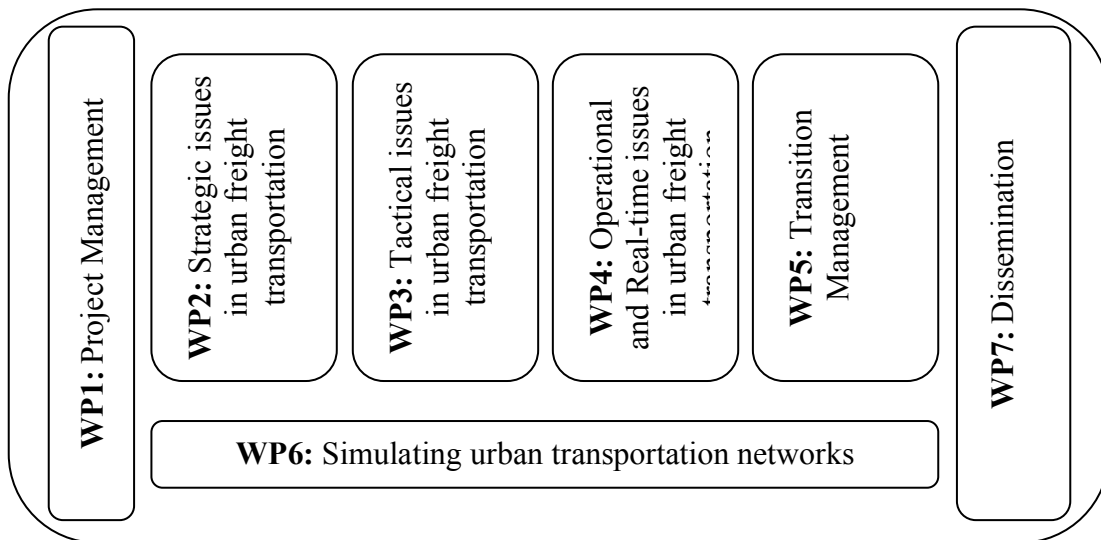 WP1: Project Management
WP2: Strategic issues
in urban freight
transportation
WP3: Tactical issues
in urban freight
transportation
WP4: Operational
and Real-time issues
in urban freight
transportation
WP5: Transition
Management
WP6: Simulating urban transportation networks
WP7: Dissemination